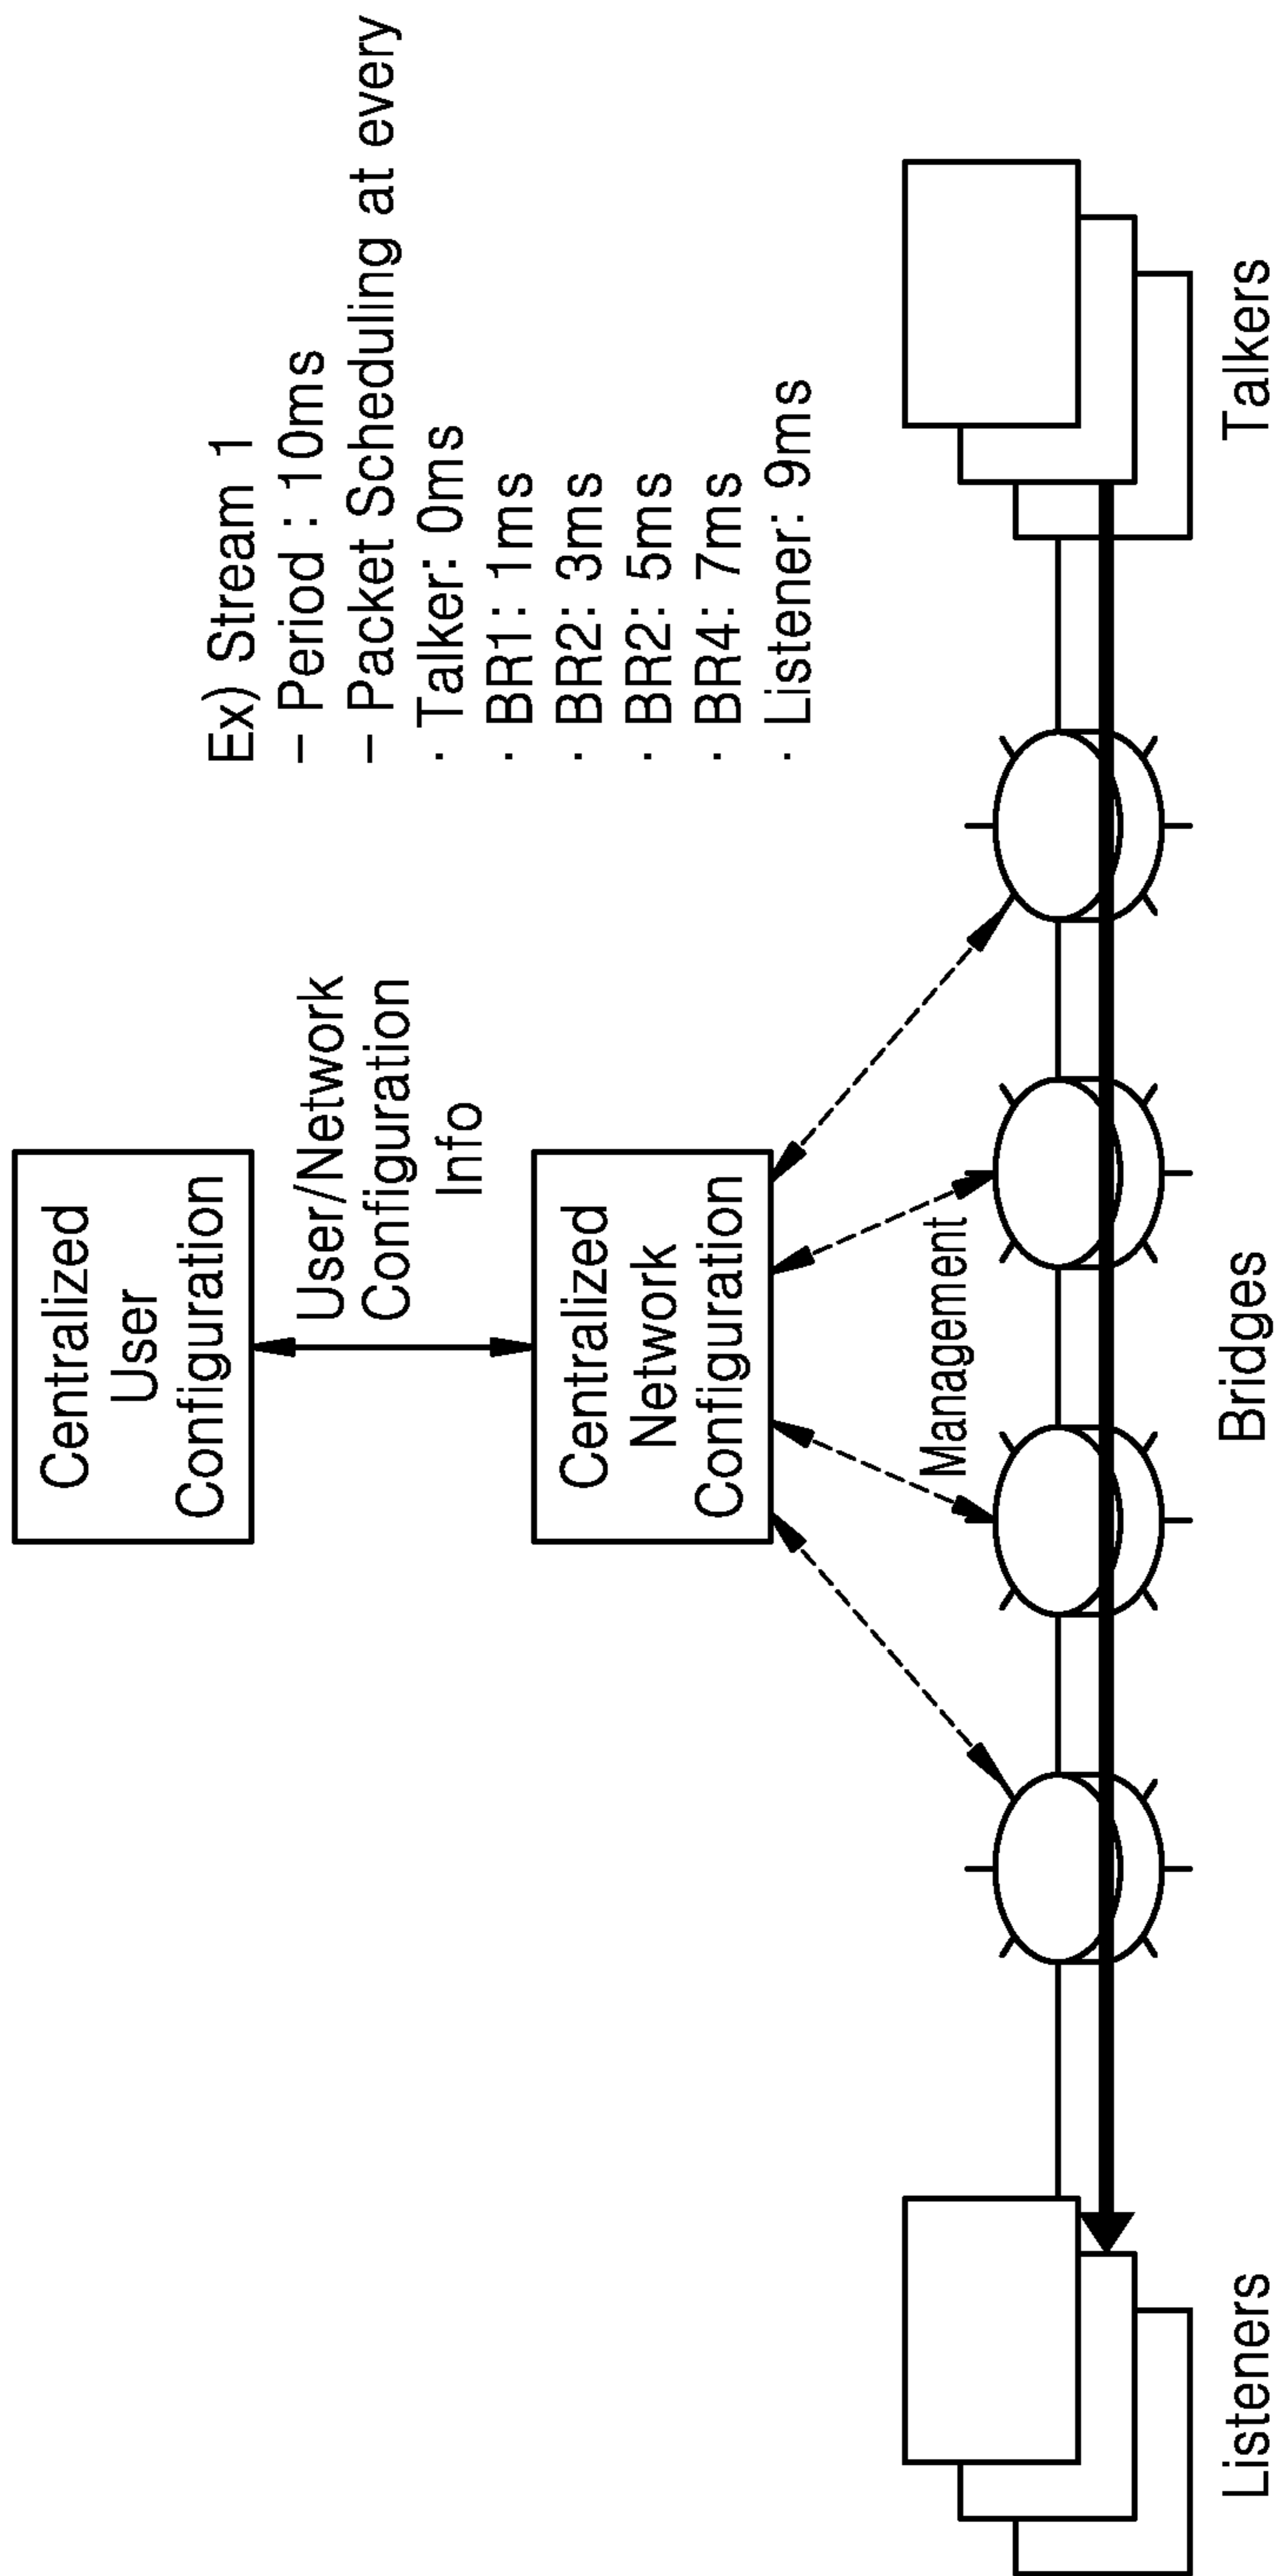 Centralized
User
Configuration
User/Network
Configuration
Info
Centralized
Network
Configuration
Ex) Stream 1
– Period : 10ms
– Packet Scheduling at every
· Talker: 0ms
· BR1: 1ms
· BR2: 3ms
· BR2: 5ms
· BR4: 7ms
· Listener: 9ms
Management
Listeners
Bridges
Talkers